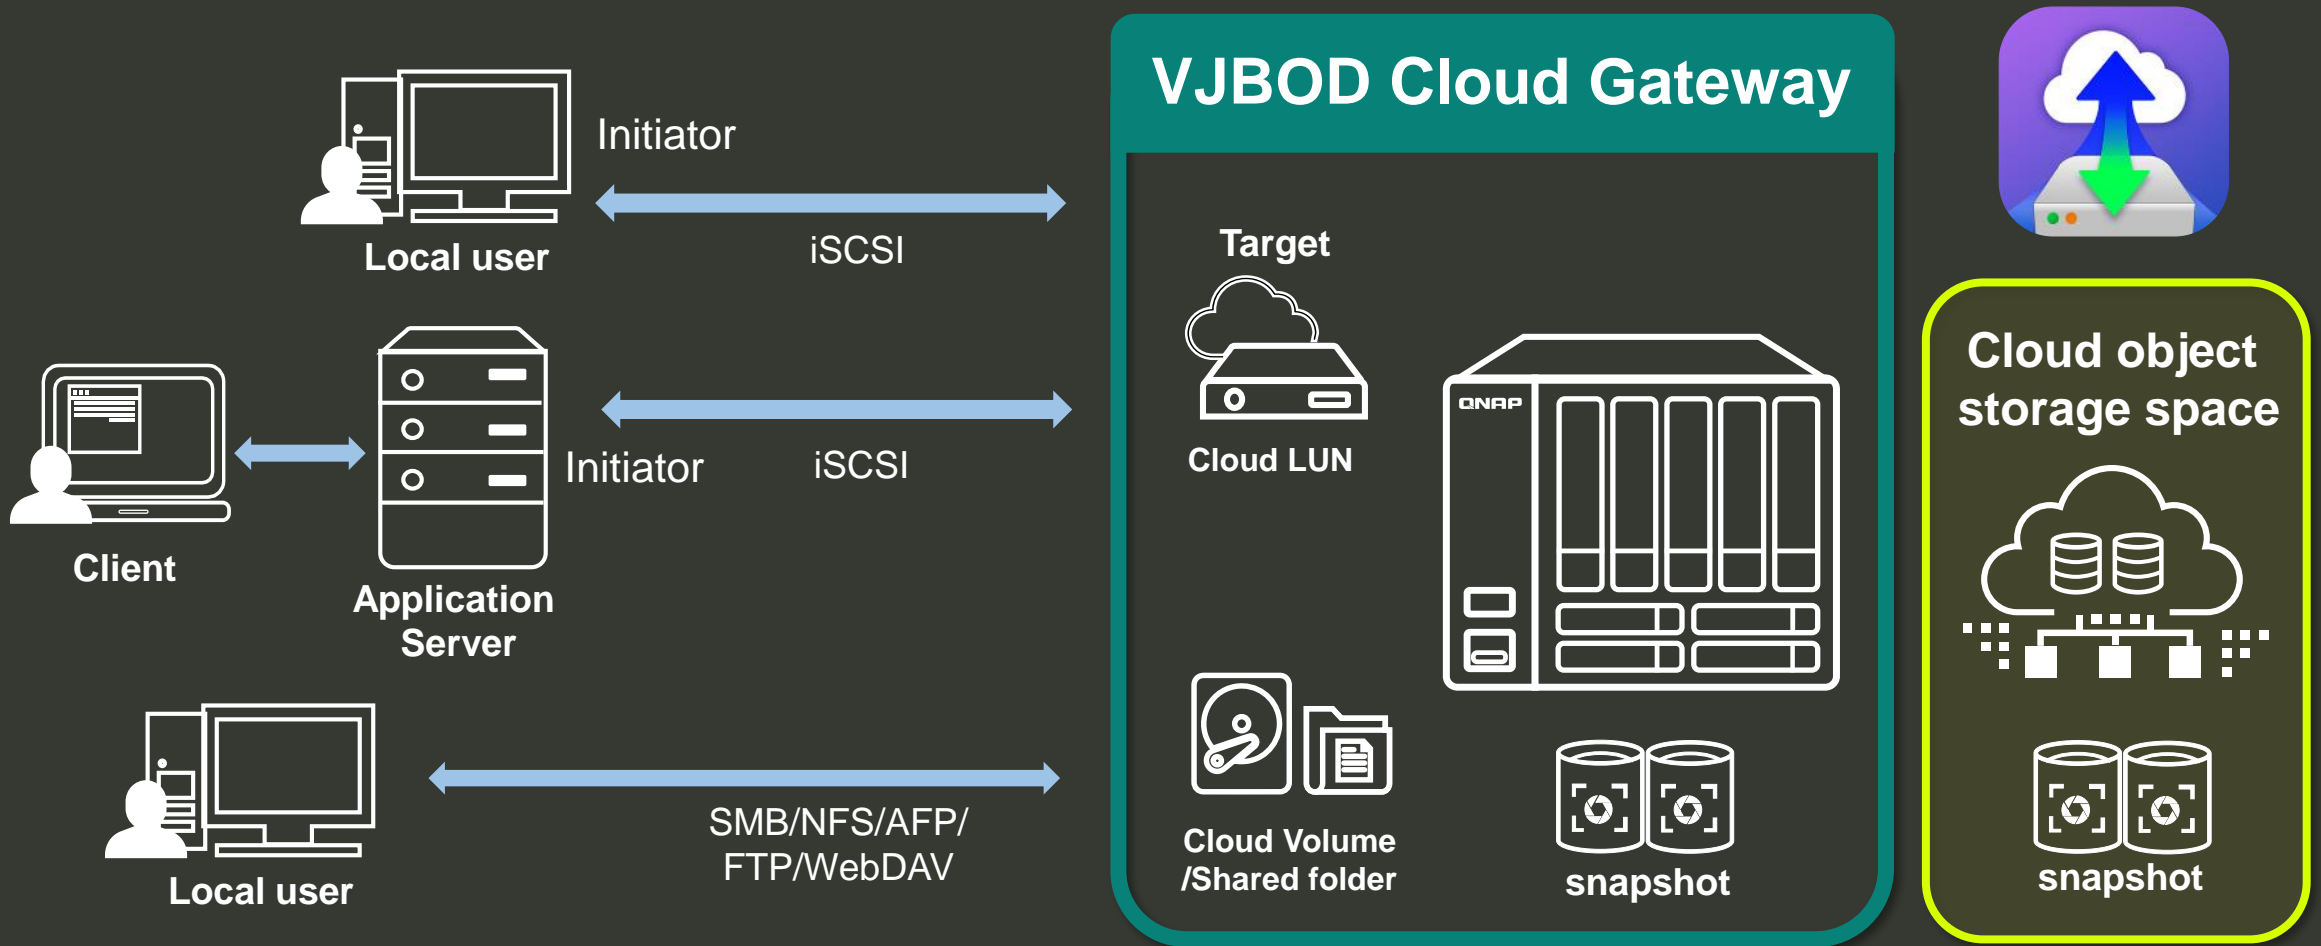 VJBOD Cloud Gateway
Initiator
iSCSI
Local user
Target
Cloud LUN
QNAP
Cloud object
storage space
Initiator
iSCSI
Client
Application
Server
SMB/NFS/AFP/
FTP/WebDAV
Local user
Cloud Volume
/Shared folder
snapshot
snapshot